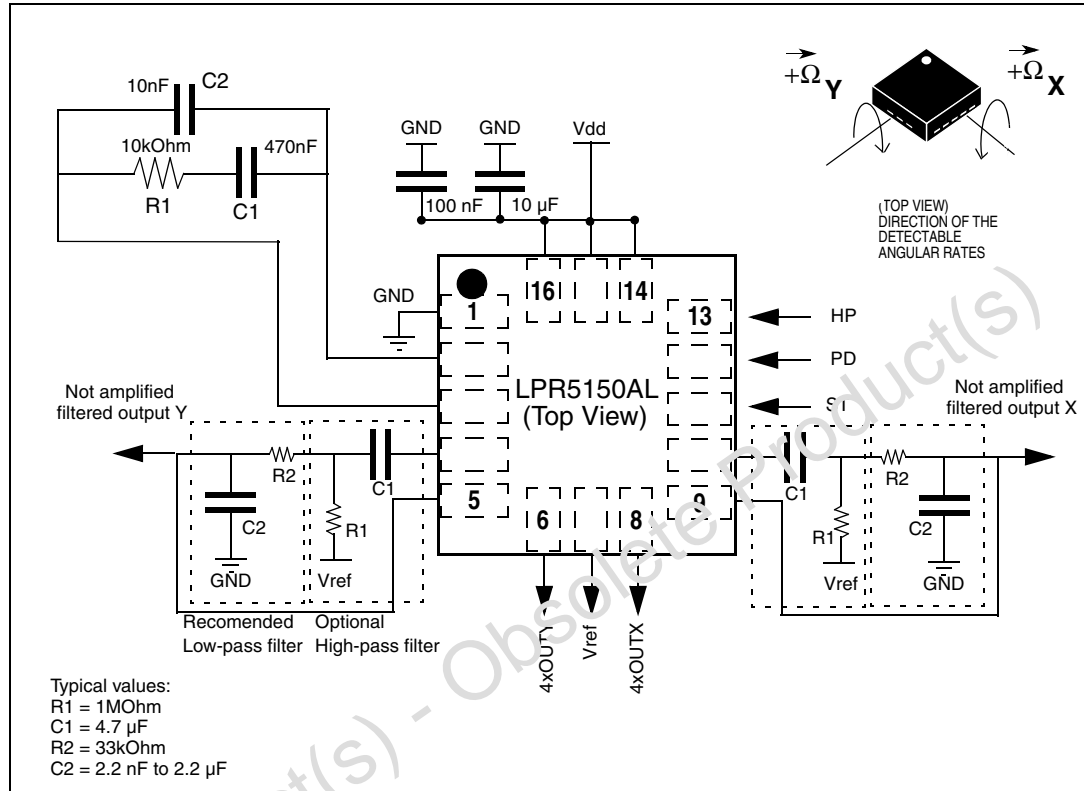 10nF C2
10kOhm 470nF
R1 C1
GND GND Vdd
100 nF 10 µF
+Ω Y +Ω X
(TOP VIEW)
DIRECTION OF THE
DETECTABLE
ANGULAR RATES
GND
1 16 14 13
HP
PD
ST
LPR5150AL
(Top View)
Not amplified
filtered output Y
Not amplified
filtered output X
R2 C1
C2 R1
GND Vref
5 6 8 9
C1 R2
R1 C2
Vref GND
Recomended
Low-pass filter
Optional
High-pass filter
4xOUTY
Vref
4xOUTX
Typical values:
R1 = 1MOhm
C1 = 4.7 µF
R2 = 33kOhm
C2 = 2.2 nF to 2.2 µF
ct(s) - Obsolete Product(s)